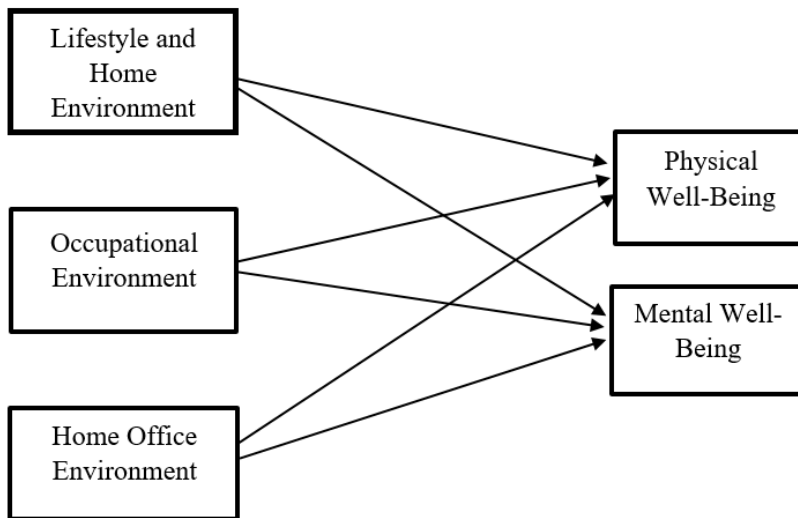 Lifestyle and
Home
Environment
Occupational
Environment
Home Office
Environment
Physical
Well-Being
Mental Well-
Being